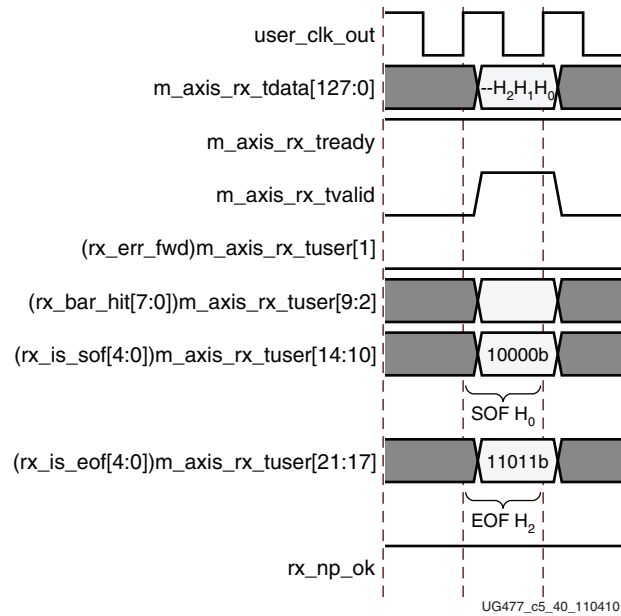 user_clk_out
m_axis_rx_tdata[127:0] --H₂H₁H₀
m_axis_rx_tready
m_axis_rx_tvalid
(rx_err_fwd)m_axis_rx_tuser[1]
(rx_bar_hit[7:0])m_axis_rx_tuser[9:2]
(rx_is_sof[4:0])m_axis_rx_tuser[14:10] 10000b
SOF H₀
(rx_is_eof[4:0])m_axis_rx_tuser[21:17] 11011b
EOF H₂
rx_np_ok
UG477_c5_40_110410